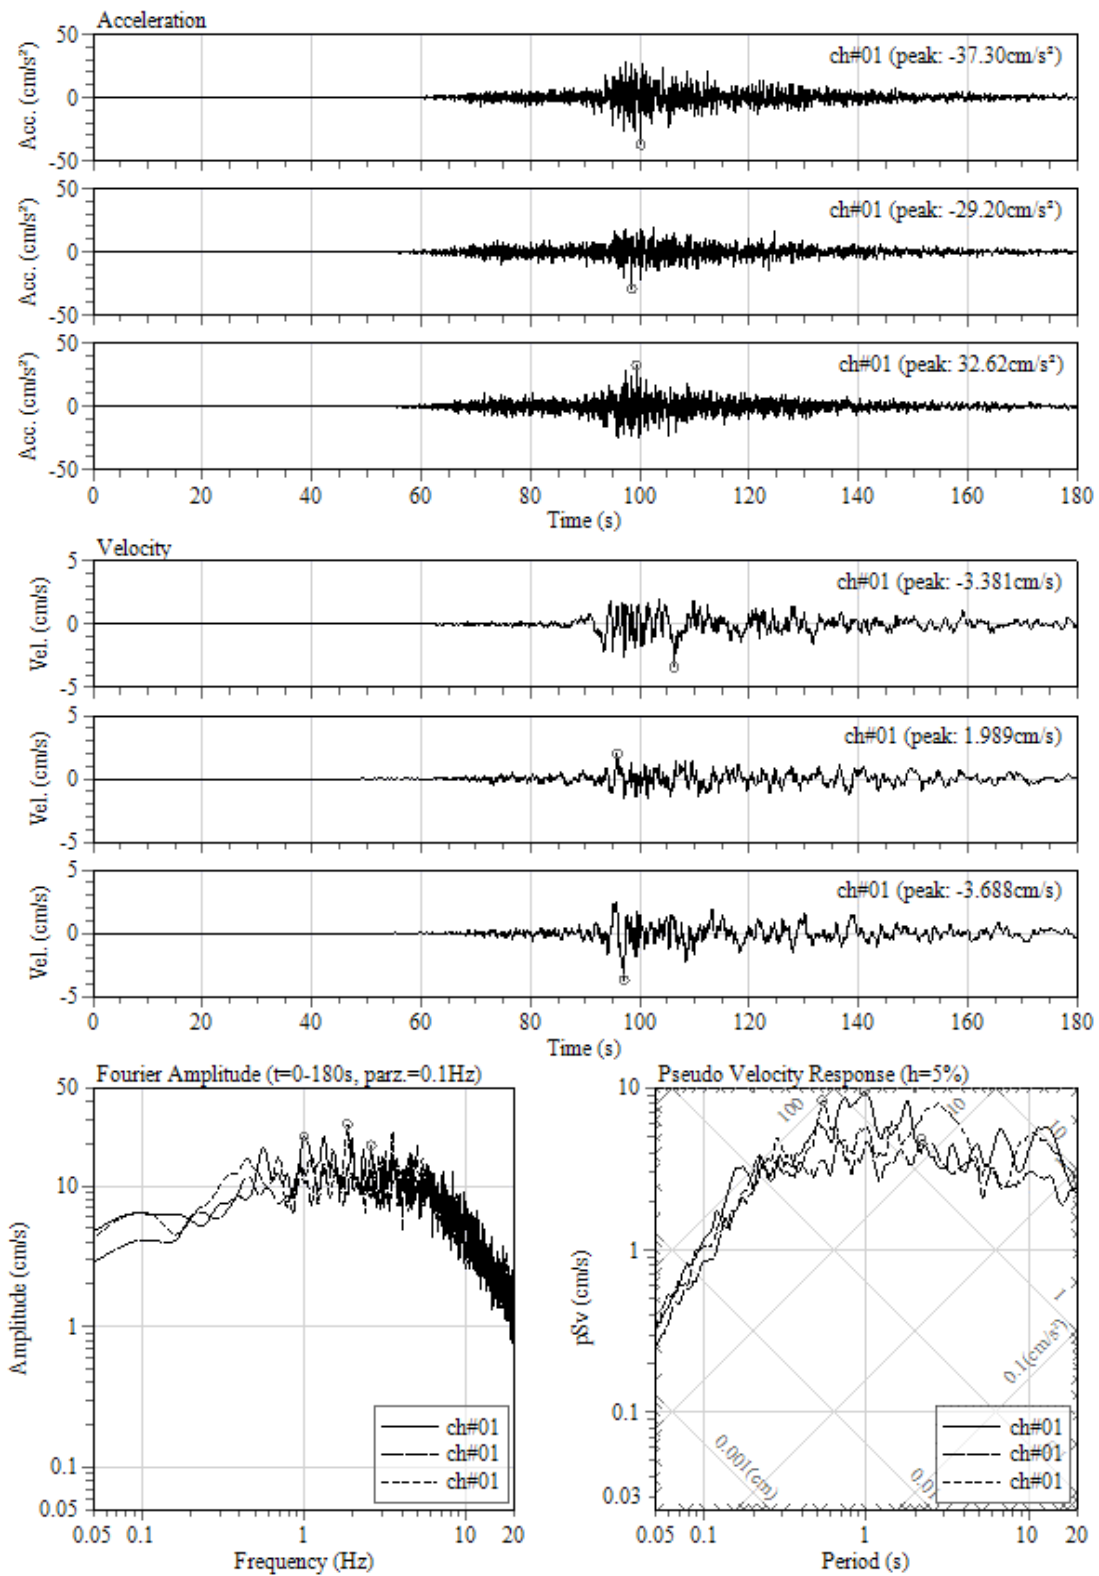 Acceleration
Acc. (cm/s²)
50
0
-50
ch#01 (peak: -37.30cm/s²)
Acc. (cm/s²)
50
0
-50
ch#01 (peak: -29.20cm/s²)
Acc. (cm/s²)
50
0
-50
ch#01 (peak: 32.62cm/s²)
0 20 40 60 80 100 120 140 160 180
Time (s)
Velocity
Vel. (cm/s)
5
0
-5
ch#01 (peak: -3.381cm/s)
Vel. (cm/s)
5
0
-5
ch#01 (peak: 1.989cm/s)
Vel. (cm/s)
5
0
-5
ch#01 (peak: -3.688cm/s)
0 20 40 60 80 100 120 140 160 180
Time (s)
Fourier Amplitude (t=0-180s, parz.=0.1Hz)
Amplitude (cm/s)
50
10
1
0.1
0.05
ch#01
ch#01
ch#01
0.05 0.1 1 10 20
Frequency (Hz)
Pseudo Velocity Response (h=5%)
pSv (cm/s)
10
1
0.1
0.03
100
10
10
1
0.1(cm/s²)
0.001(cm)
0.01
ch#01
ch#01
ch#01
0.05 0.1 1 10 20
Period (s)